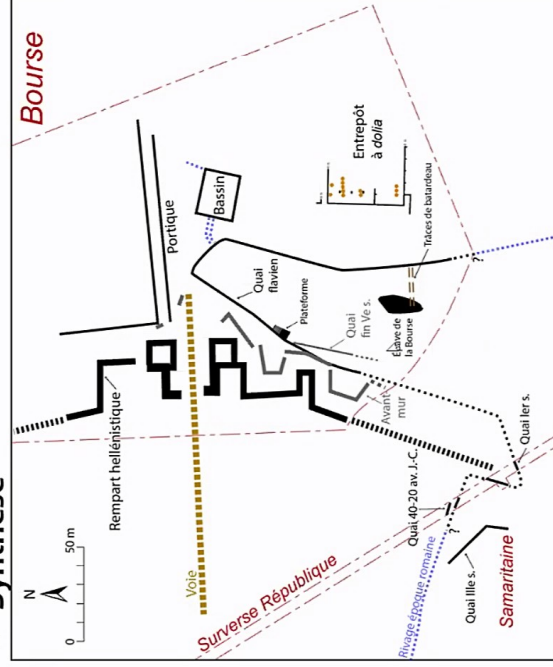 Synthèse
Bourse
N
0
50 m
Rempart hellénistique
Portique
Bassin
Voie
Quai
flavien
Plateforme
Entrepôt
à dolia
Traces de batardeau
?
Quai
fin Ve s.
Épave de
la Bourse
Avant
mur
Surverse République
Quai 40-20 av. J.-C.
?
Quai Ier s.
Rivage époque romaine
Quai IIIe s.
Samaritaine